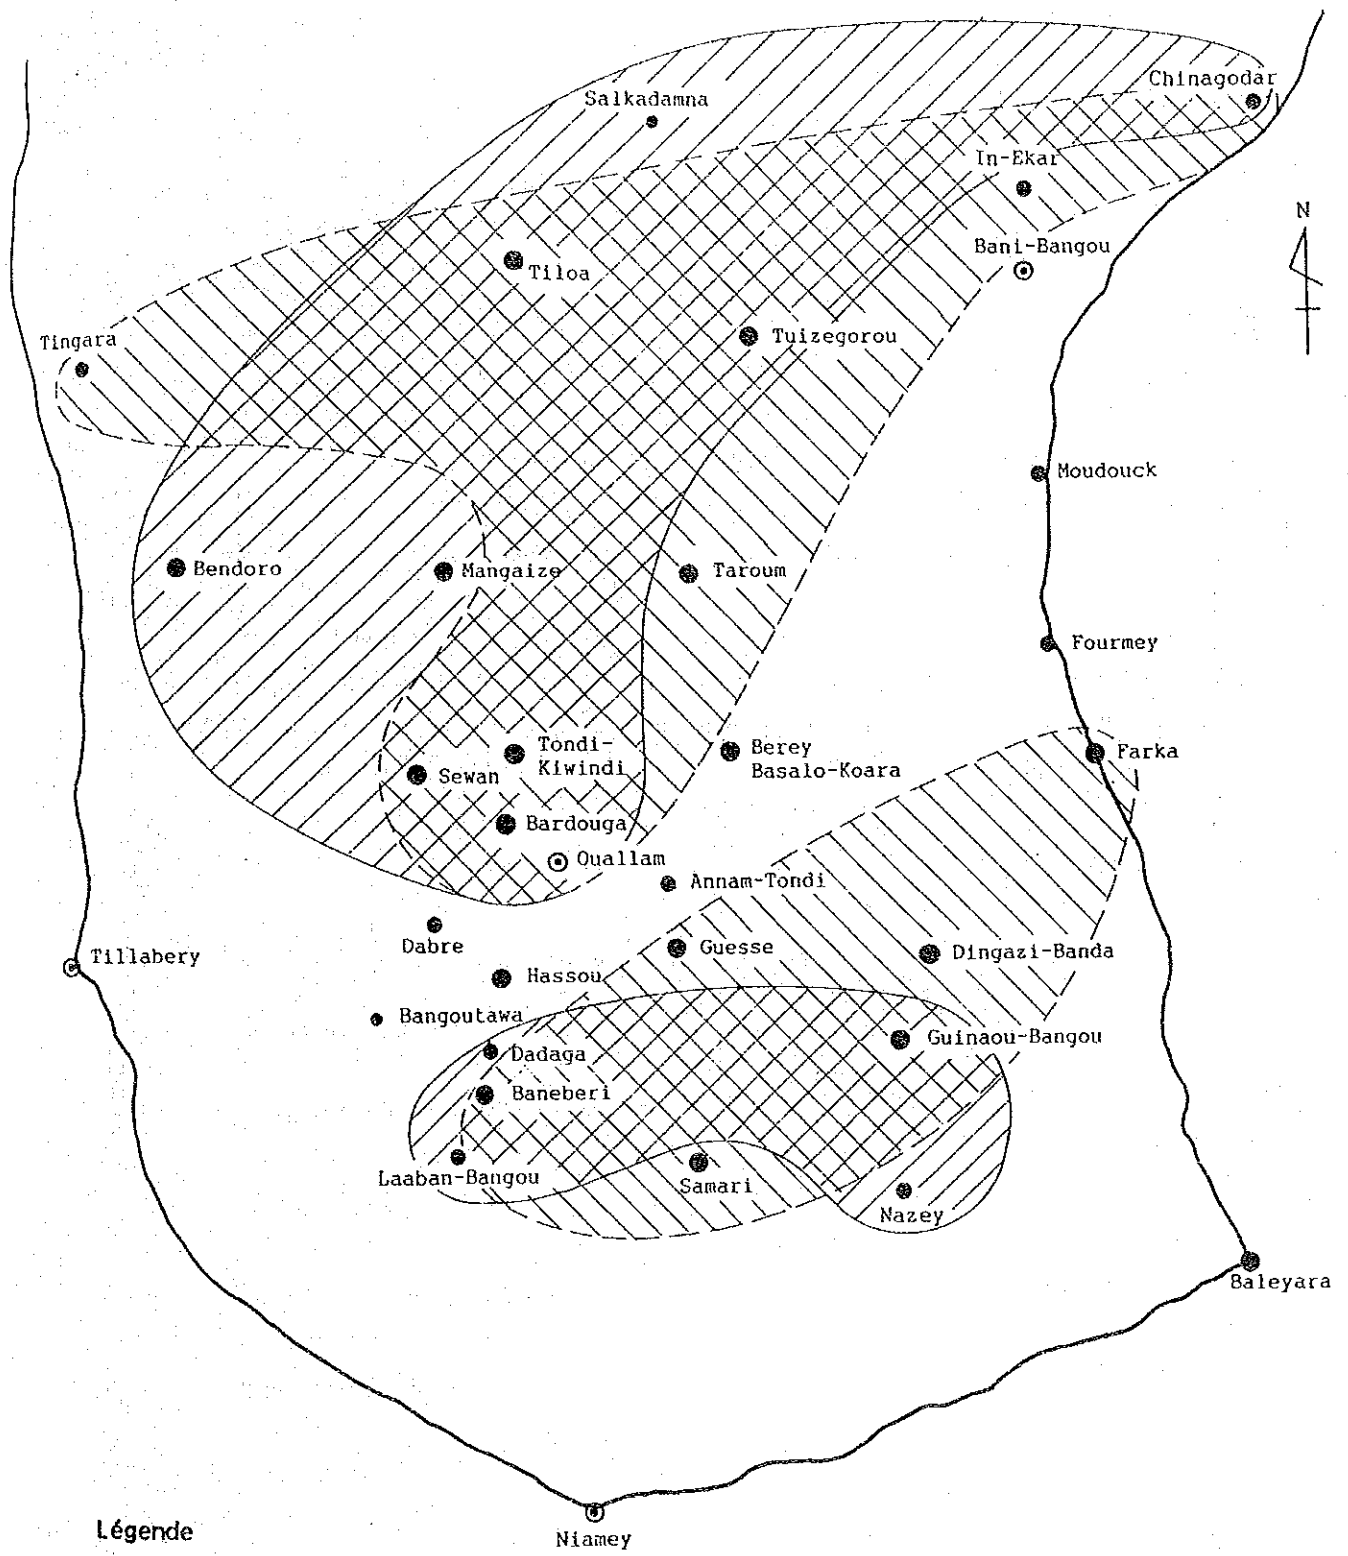 Chinagodar
Salkadamna
In-Ekar
N
Bani-Bangou
Tiloa
Tuizegorou
Tingara
Moudouck
Bendoro
Mangaize
Taroum
Fourmey
Tondi-
Kiwindi
Berey
Basalo-Koara
Farka
Sewan
Bardouga
Ouallam
Annam-Tondi
Dabre
Guesse
Dingazi-Banda
Tillabery
Hassou
Bangoutawa
Guinaou-Bangou
Dadaga
Baneberi
Laaban-Bangou
Samari
Nazey
Baleyara
Légende
Niamey